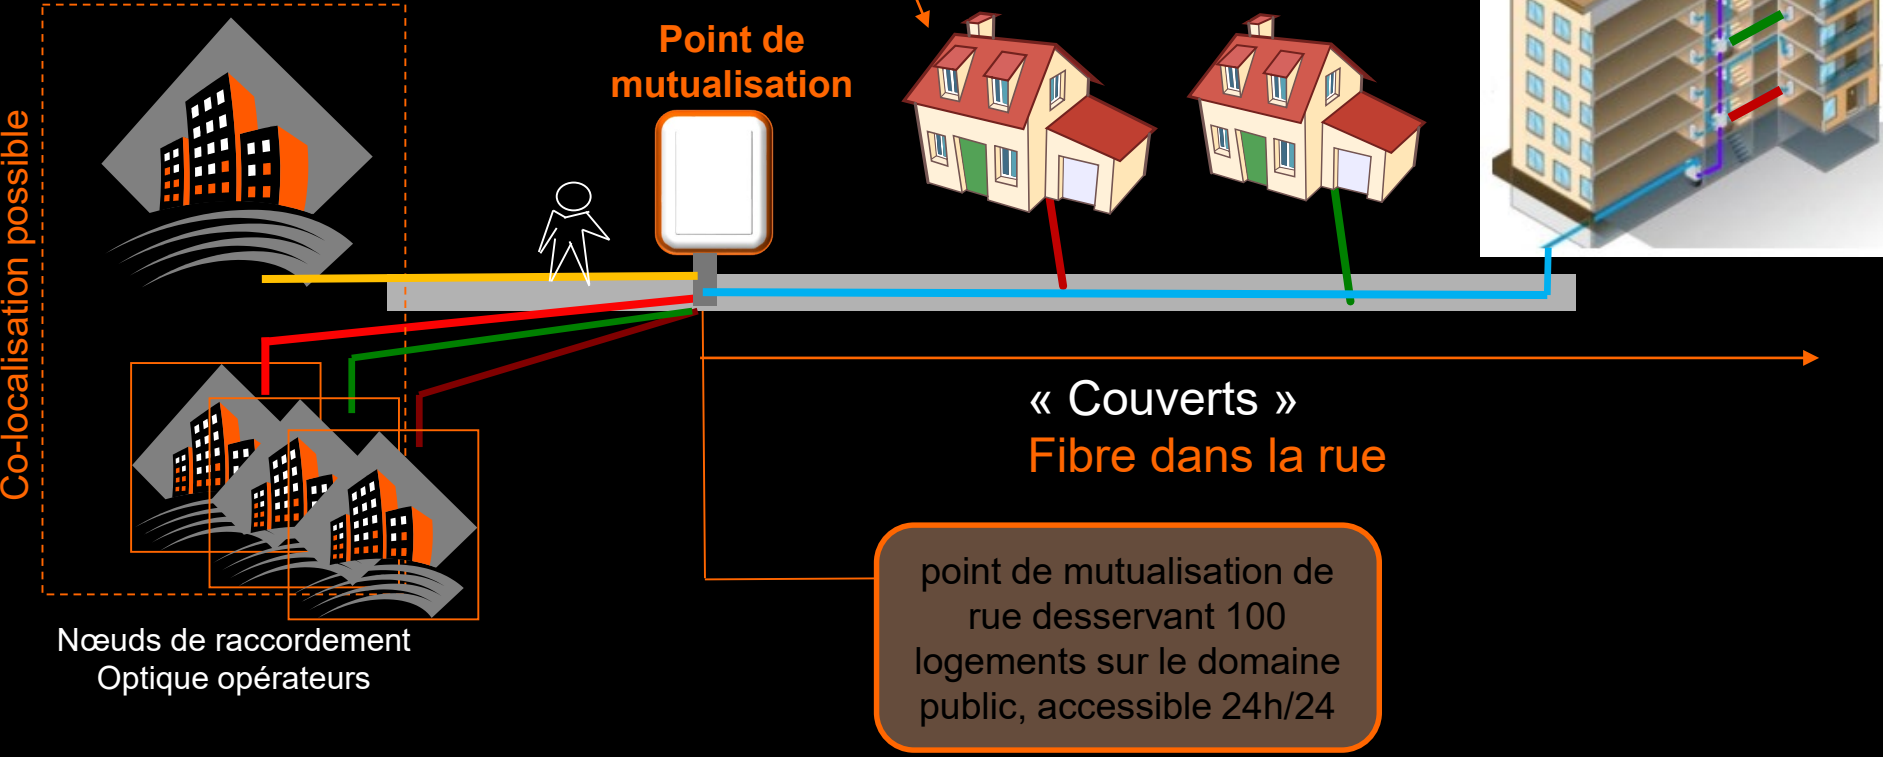 Co-localisation possible
Point de
mutualisation
« Couverts »
Fibre dans la rue
point de mutualisation de
rue desservant 100
logements sur le domaine
public, accessible 24h/24
Nœuds de raccordement
Optique opérateurs